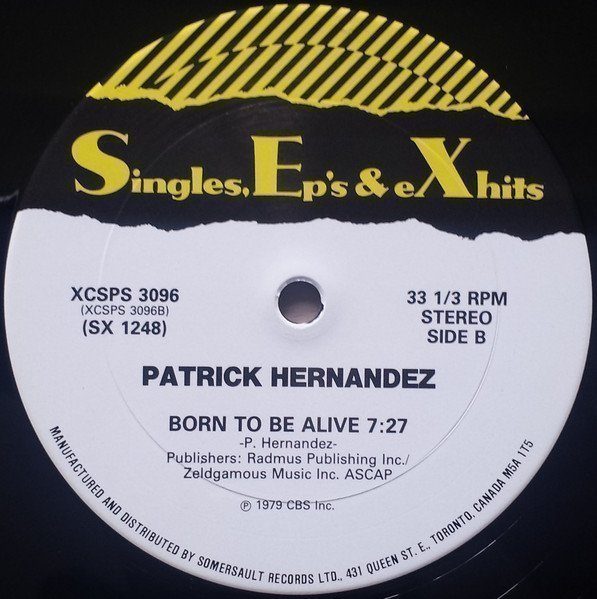 Singles, Ep's & eXhits
XCSPS 3096
(XCSPS 3096B)
(SX 1248)
33 1/3 RPM
STEREO
SIDE B
PATRICK HERNANDEZ
BORN TO BE ALIVE 7:27
-P. Hernandez-
Publishers: Radmus Publishing Inc./
Zeldgamous Music Inc. ASCAP
℗ 1979 CBS Inc.
MANUFACTURED AND DISTRIBUTED BY SOMERSAULT RECORDS LTD., 431 QUEEN ST. E., TORONTO, CANADA M5A 1T5